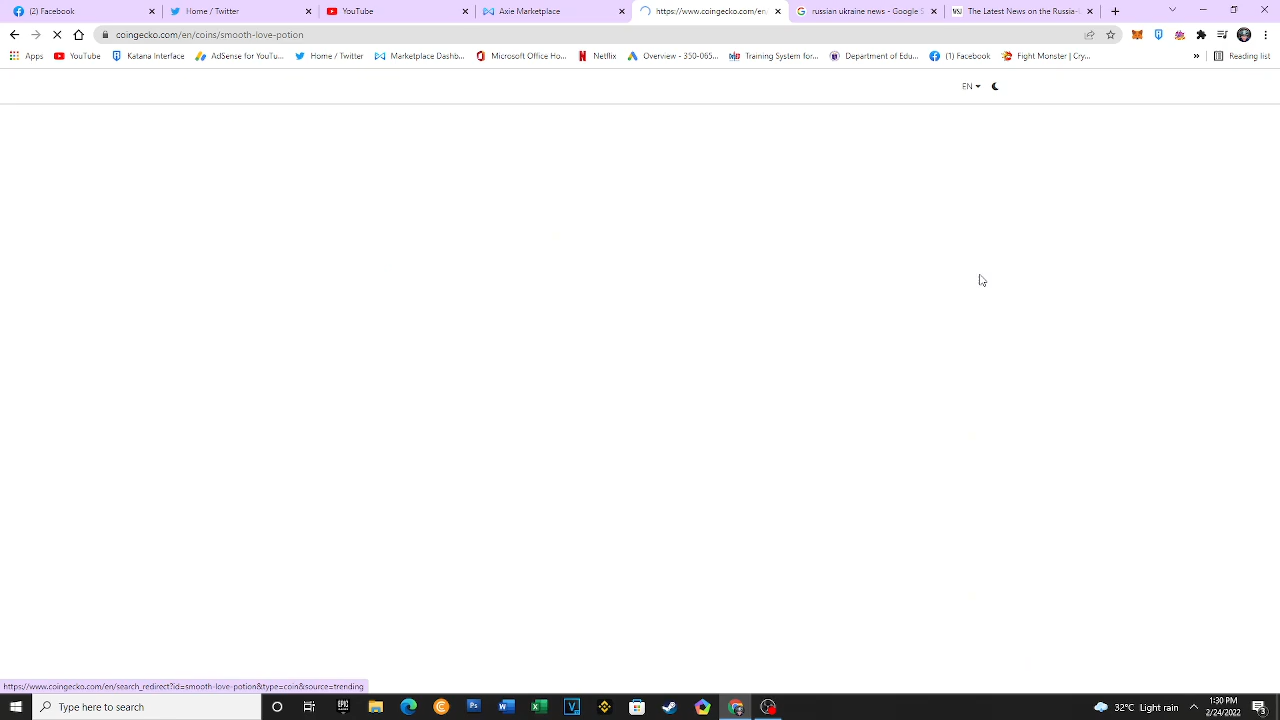 (2) Facebook
Home / Twitter
YouTube
Axie Marketplace
https://www.coingecko.com/en/
russian ukraine news - Google S
The Latest News on the Russia-
coingecko.com/en/coins/smooth-love-potion
Apps
YouTube
Katana Interface
AdSense for YouTu...
Home / Twitter
Marketplace Dashb...
Microsoft Office Ho...
Netflix
Overview - 350-065...
Training System for...
Department of Edu...
(1) Facebook
Fight Monster | Cry...
»
Reading list
EN
https://www.coingecko.com/en/search_redirect?id=smooth-love-potion&type=coin&source=trending
Type here to search
33°C Light rain
1:30 PM
2/24/2022